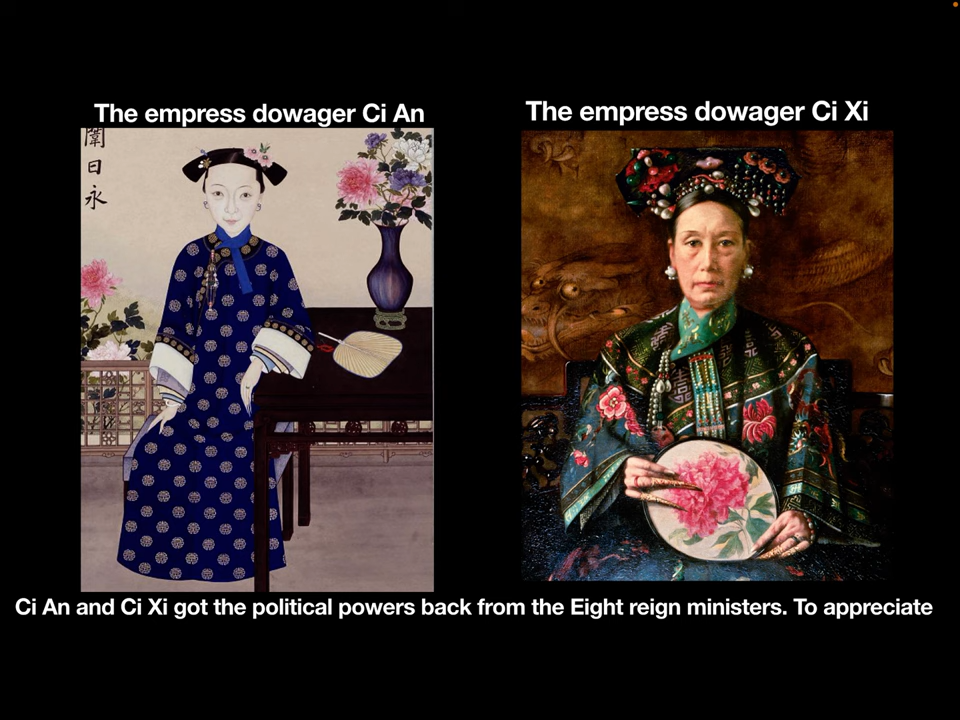 The empress dowager Ci An
The empress dowager Ci Xi
闈
日
永
Ci An and Ci Xi got the political powers back from the Eight reign ministers. To appreciate